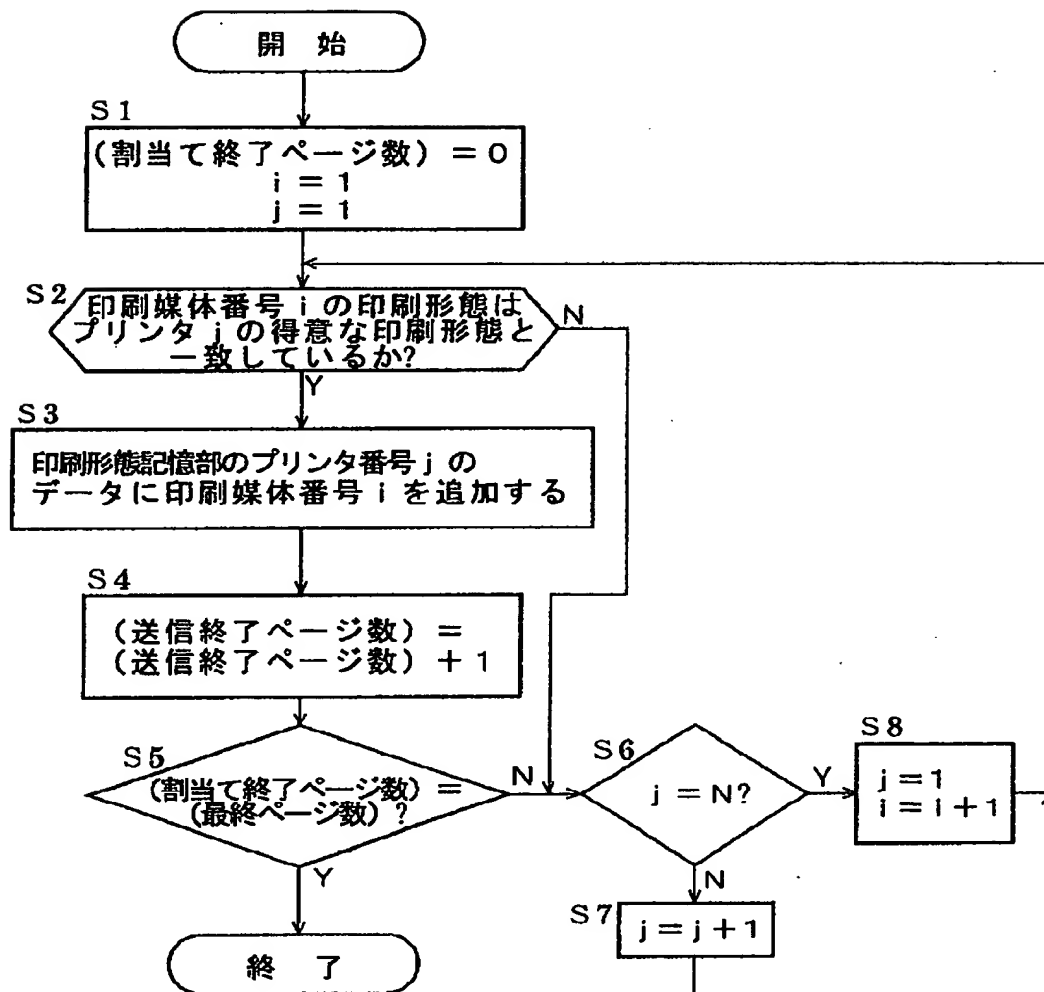 開 始
S1
(割当て終了ページ数) = 0
i = 1
j = 1
S2
印刷媒体番号 i の印刷形態は
プリンタ j の得意な印刷形態と
一致しているか?
N
Y
S3
印刷形態記憶部のプリンタ番号 j の
データに印刷媒体番号 i を追加する
S4
(送信終了ページ数) =
(送信終了ページ数) + 1
S5
(割当て終了ページ数) =
(最終ページ数) ?
N
Y
S6
j = N?
Y
N
S8
j = 1
i = i + 1
S7
j = j + 1
終 了